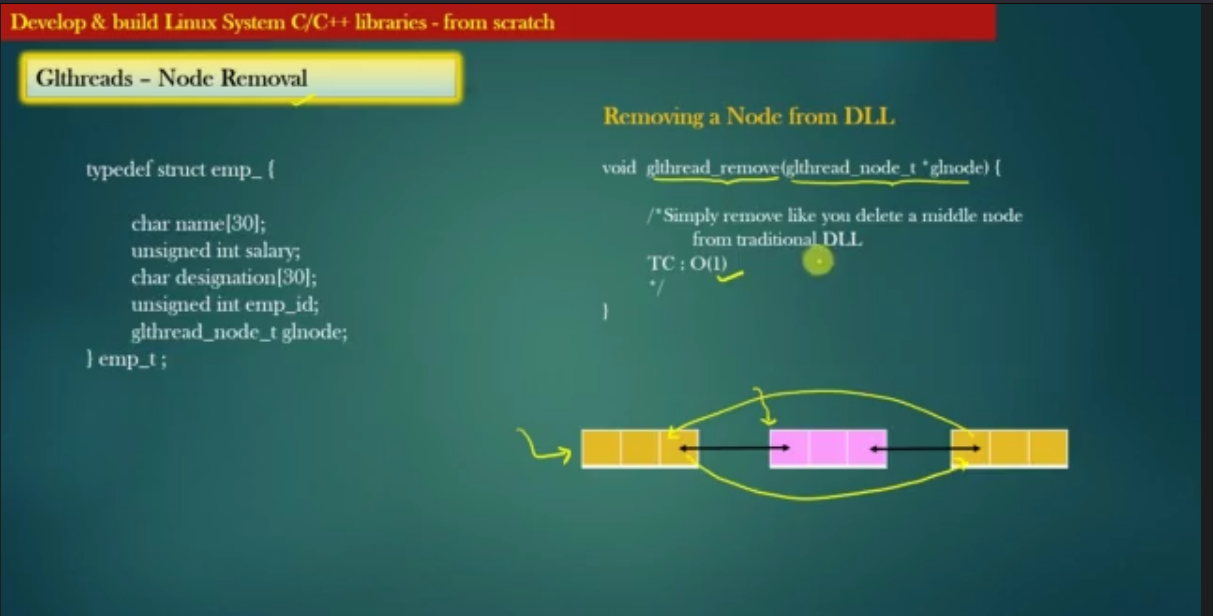 Develop & build Linux System C/C++ libraries - from scratch
Glthreads – Node Removal
typedef struct emp_ {
char name[30];
unsigned int salary;
char designation[30];
unsigned int emp_id;
glthread_node_t glnode;
} emp_t ;
Removing a Node from DLL
void glthread_remove(glthread_node_t *glnode) {
/*Simply remove like you delete a middle node
from traditional DLL
TC : O(1)
*/
}